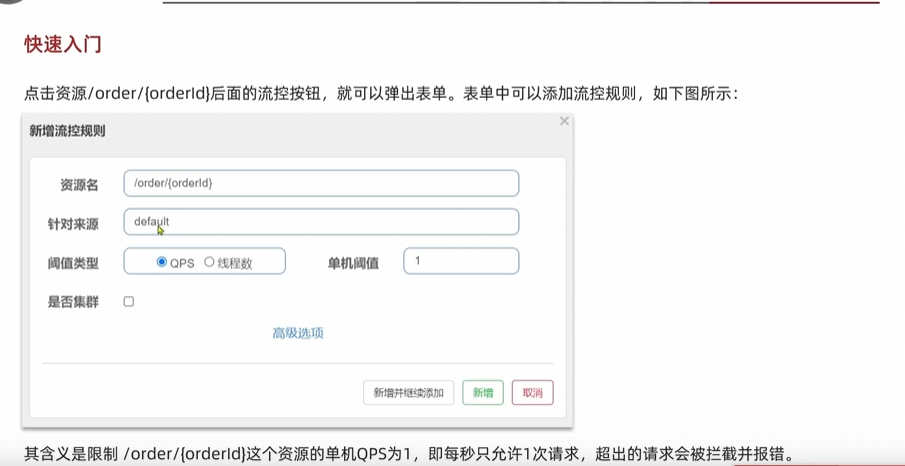 快速入门
点击资源/order/{orderId}后面的流控按钮，就可以弹出表单。表单中可以添加流控规则，如下图所示：
新增流控规则
×
资源名 /order/{orderId}
针对来源 default
阈值类型 QPS 线程数 单机阈值 1
是否集群
高级选项
新增并继续添加 新增 取消
其含义是限制 /order/{orderId}这个资源的单机QPS为1，即每秒只允许1次请求，超出的请求会被拦截并报错。